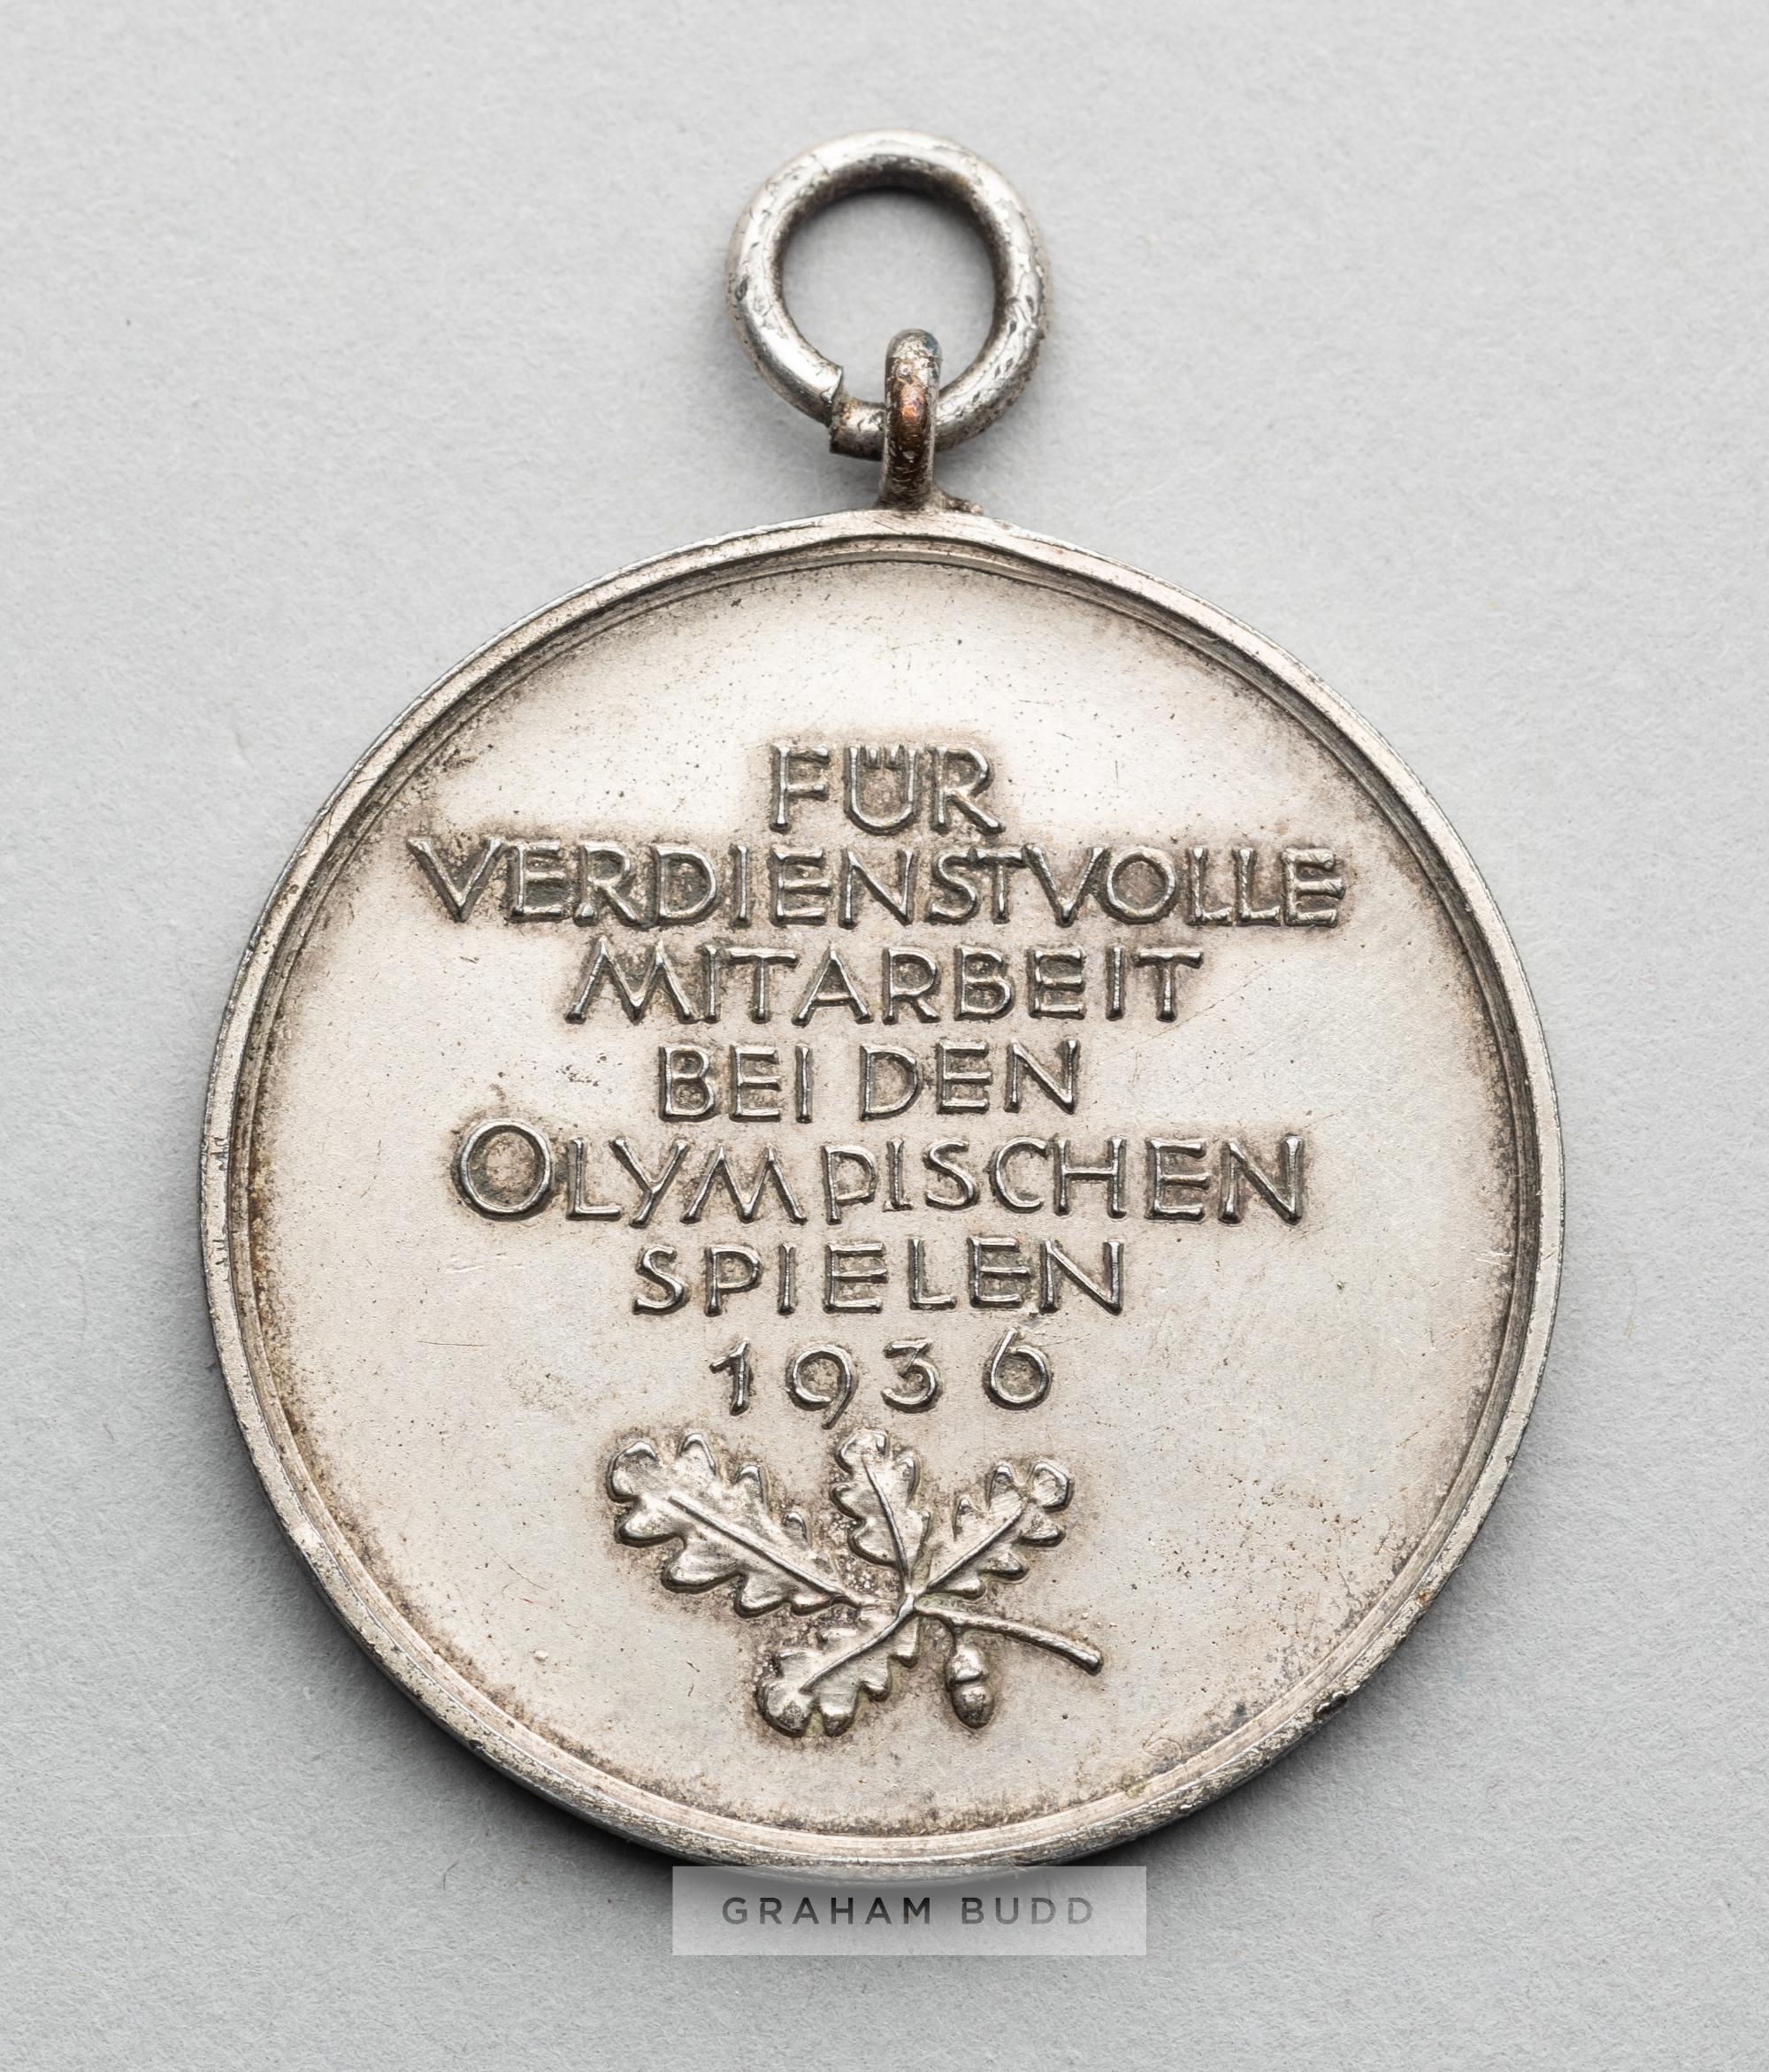 FÜR
VERDIENSTVOLLE
MITARBEIT
BEI DEN
OLYMPISCHEN
SPIELEN
1936
GRAHAM BUDD